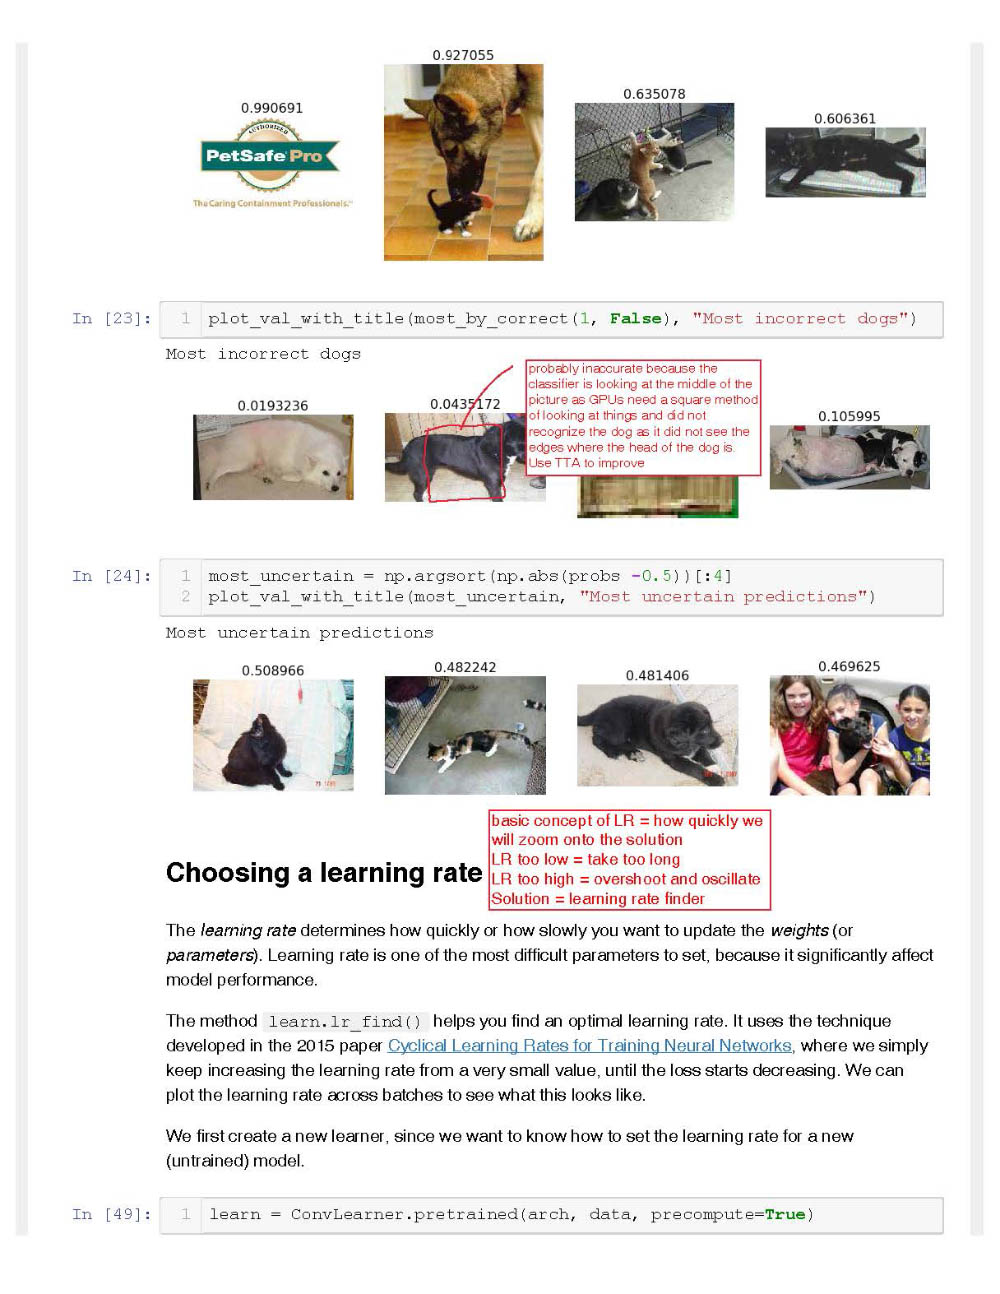 0.927055
0.635078
0.990691
0.606361
AUTHORIZED
PetSafe Pro
The Caring Containment Professionals.™
In [23]:
1 plot_val_with_title(most_by_correct(1, False), "Most incorrect dogs")
Most incorrect dogs
probably inaccurate because the
classifier is looking at the middle of the
picture as GPUs need a square method
of looking at things and did not
recognize the dog as it did not see the
edges where the head of the dog is.
Use TTA to improve
0.0193236
0.0435172
0.105995
In [24]:
1 most_uncertain = np.argsort(np.abs(probs -0.5))[:4]
2 plot_val_with_title(most_uncertain, "Most uncertain predictions")
Most uncertain predictions
0.508966
0.482242
0.481406
0.469625
basic concept of LR = how quickly we
will zoom onto the solution
LR too low = take too long
LR too high = overshoot and oscillate
Solution = learning rate finder
Choosing a learning rate
The learning rate determines how quickly or how slowly you want to update the weights (or
parameters). Learning rate is one of the most difficult parameters to set, because it significantly affect
model performance.
The method learn.lr_find() helps you find an optimal learning rate. It uses the technique
developed in the 2015 paper Cyclical Learning Rates for Training Neural Networks, where we simply
keep increasing the learning rate from a very small value, until the loss starts decreasing. We can
plot the learning rate across batches to see what this looks like.
We first create a new learner, since we want to know how to set the learning rate for a new
(untrained) model.
In [49]:
1 learn = ConvLearner.pretrained(arch, data, precompute=True)